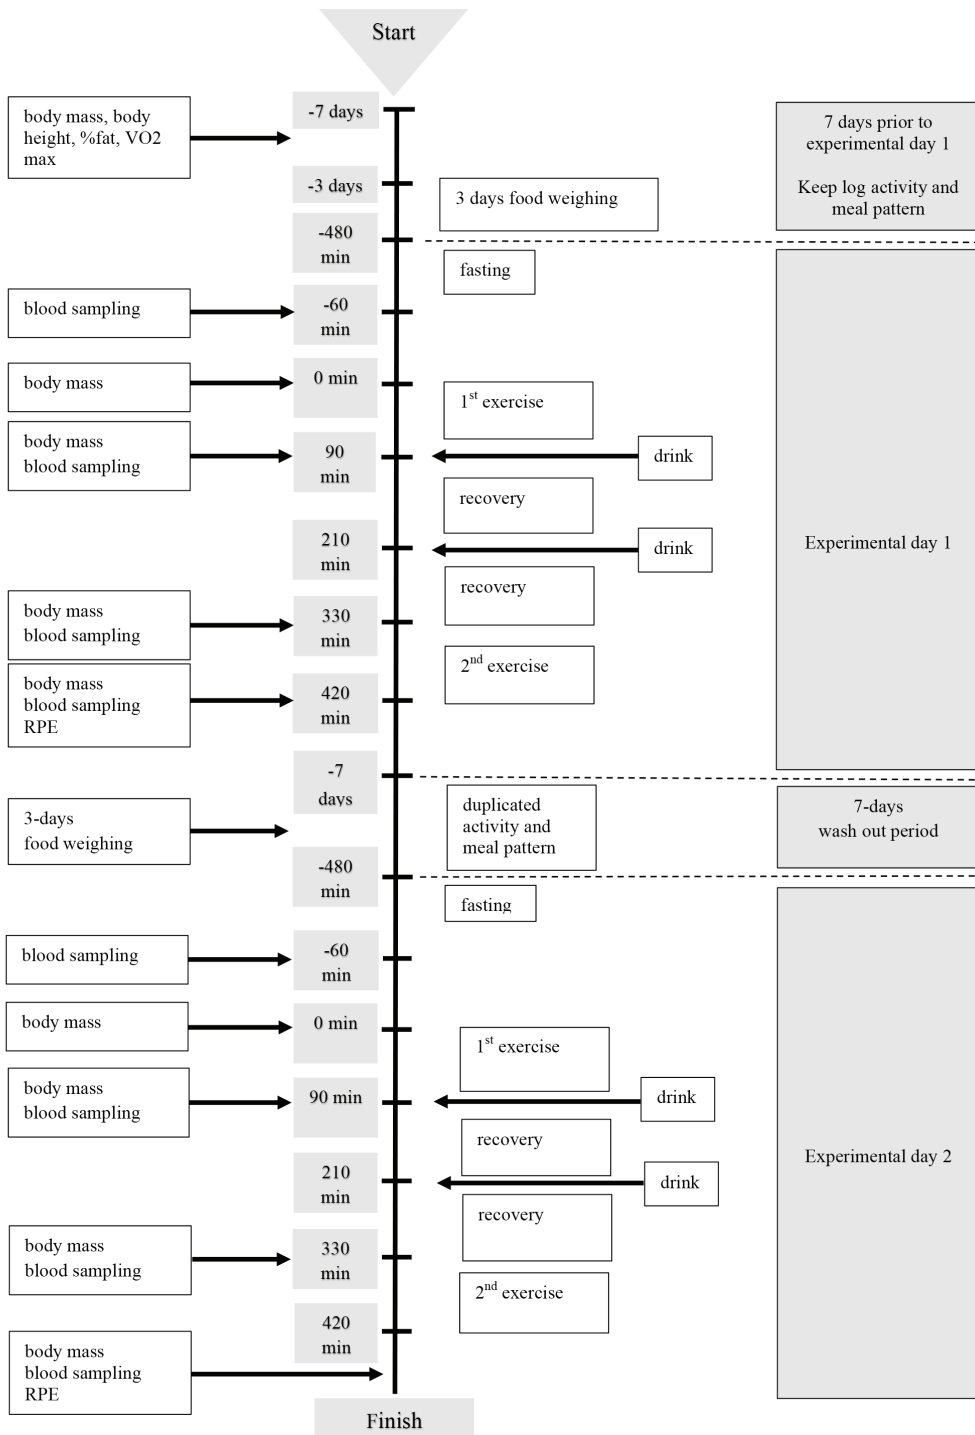 Start
-7 days
body mass, body
height, %fat, VO2
max
7 days prior to
experimental day 1
Keep log activity and
meal pattern
-3 days
3 days food weighing
-480
min
fasting
blood sampling
-60
min
body mass
0 min
1st exercise
body mass
blood sampling
90
min
drink
recovery
210
min
drink
Experimental day 1
recovery
body mass
blood sampling
330
min
2nd exercise
body mass
blood sampling
RPE
420
min
-7
days
duplicated
activity and
meal pattern
7-days
wash out period
3-days
food weighing
-480
min
fasting
blood sampling
-60
min
body mass
0 min
1st exercise
body mass
blood sampling
90 min
drink
recovery
Experimental day 2
210
min
drink
recovery
body mass
blood sampling
330
min
2nd exercise
420
min
body mass
blood sampling
RPE
Finish